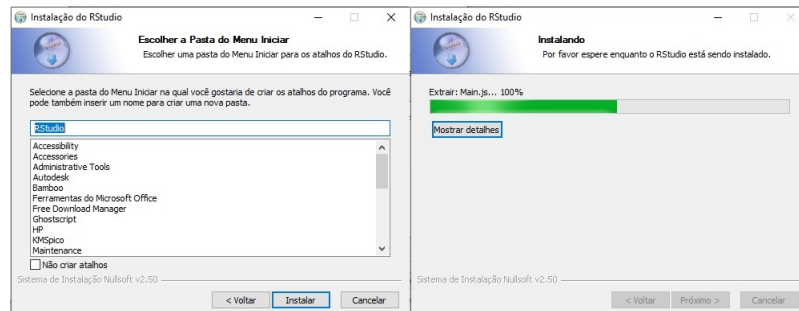 Instalação do RStudio
Escolher a Pasta do Menu Iniciar
Escolher uma pasta do Menu Iniciar para os atalhos do RStudio.
Selecione a pasta do Menu Iniciar na qual você gostaria de criar os atalhos do programa. Você
pode também inserir um nome para criar uma nova pasta.
RStudio
Accessibility
Accessories
Administrative Tools
Autodesk
Bamboo
Ferramentas do Microsoft Office
Free Download Manager
Ghostscript
HP
KMSpico
Maintenance
Não criar atalhos
Sistema de Instalação Nullsoft v2.50
< Voltar
Instalar
Cancelar
Instalação do RStudio
Instalando
Por favor espere enquanto o RStudio está sendo instalado.
Extrair: Main.js... 100%
Mostrar detalhes
Sistema de Instalação Nullsoft v2.50
< Voltar
Próximo >
Cancelar